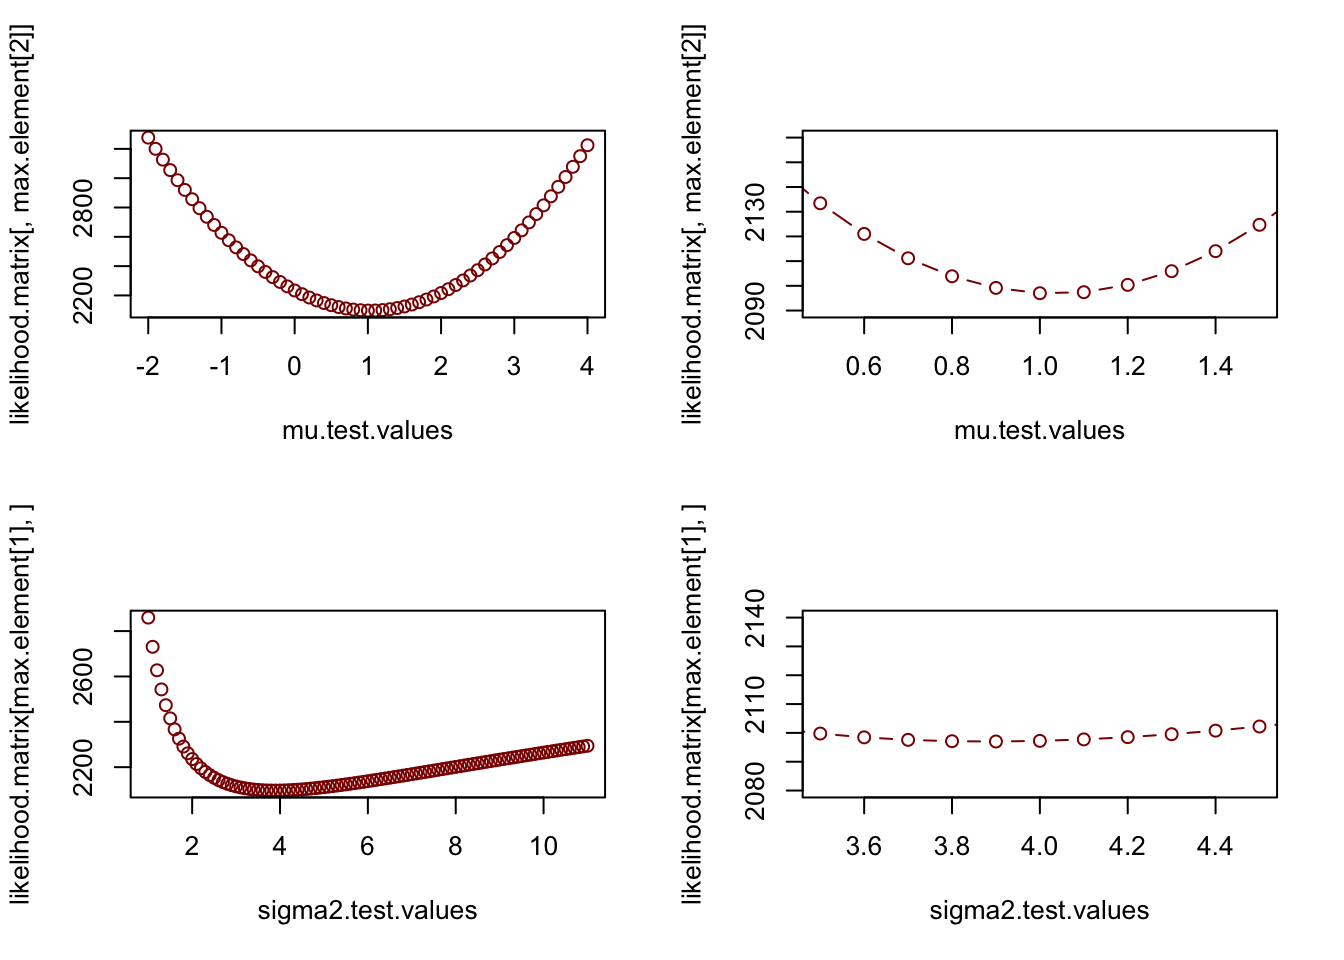 likelihood.matrix[, max.element[2]]
2200 2800
-2 -1 0 1 2 3 4
mu.test.values
likelihood.matrix[, max.element[2]]
2090 2130
0.6 0.8 1.0 1.2 1.4
mu.test.values
likelihood.matrix[max.element[1], ]
2200 2600
2 4 6 8 10
sigma2.test.values
likelihood.matrix[max.element[1], ]
2080 2110 2140
3.6 3.8 4.0 4.2 4.4
sigma2.test.values